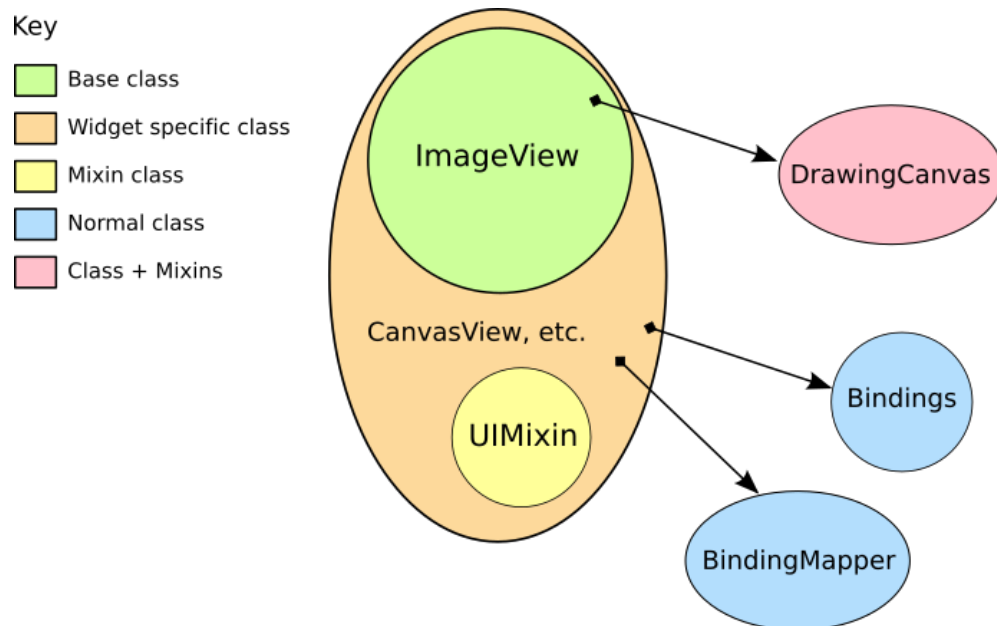 Key
Base class
Widget specific class
Mixin class
Normal class
Class + Mixins
ImageView
DrawingCanvas
CanvasView, etc.
Bindings
UIMixin
BindingMapper